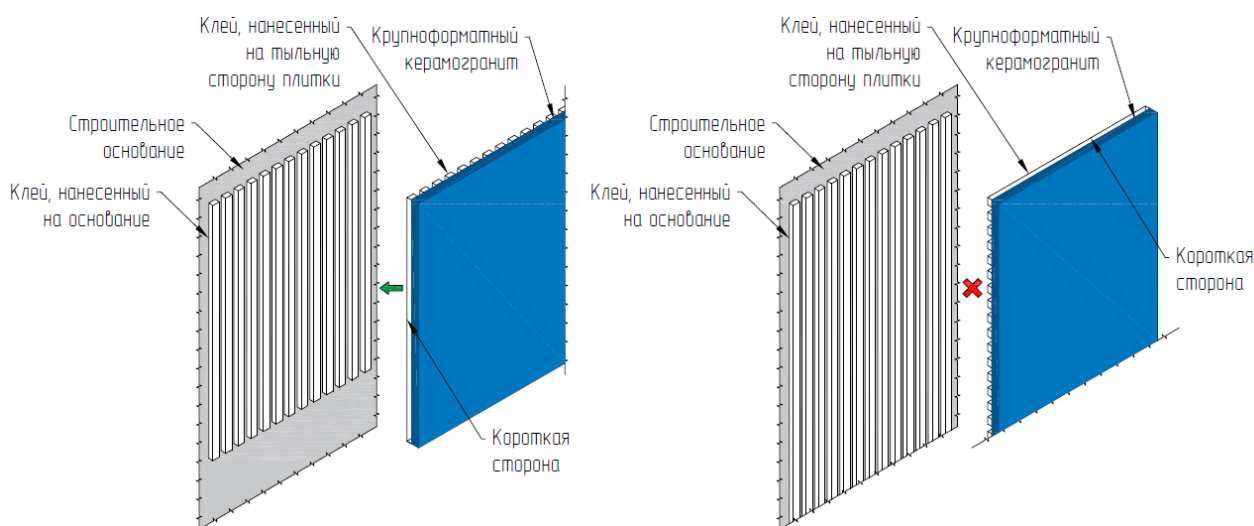 Клей, нанесенный
на тыльную
сторону плитки
Крупноформатный
керамогранит
Строительное
основание
Клей, нанесенный
на основание
Короткая
сторона
Клей, нанесенный
на тыльную
сторону плитки
Крупноформатный
керамогранит
Строительное
основание
Клей, нанесенный
на основание
Короткая
сторона